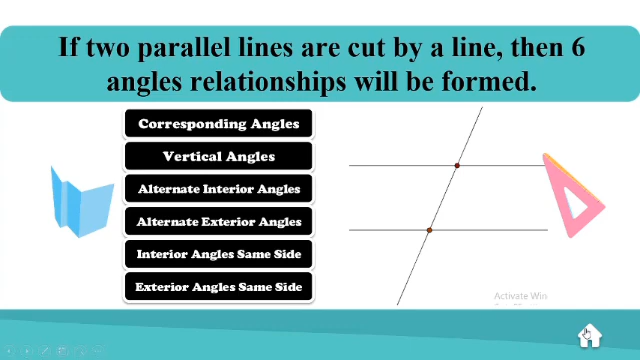 If two parallel lines are cut by a line, then 6
angles relationships will be formed.
Corresponding Angles
Vertical Angles
Alternate Interior Angles
Alternate Exterior Angles
Interior Angles Same Side
Exterior Angles Same Side
Activate Win